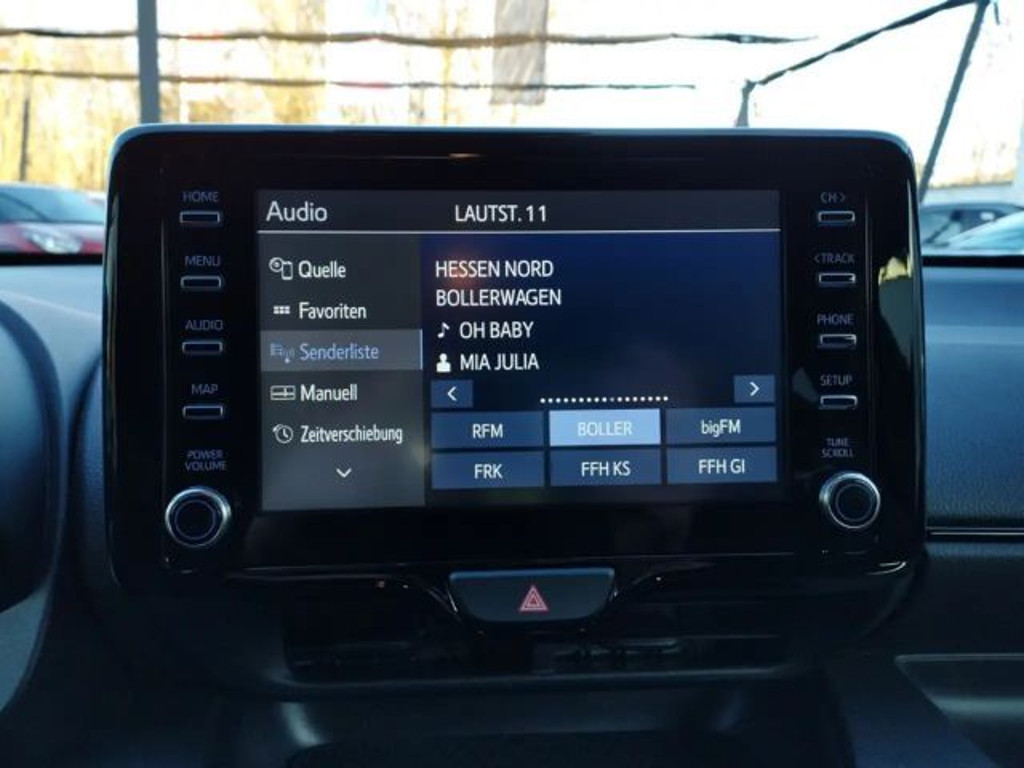 HOME
MENU
AUDIO
MAP
POWER
VOLUME
Audio
LAUTST. 11
Quelle
Favoriten
Senderliste
Manuell
Zeitverschiebung
HESSEN NORD
BOLLERWAGEN
OH BABY
MIA JULIA
< >
RFM BOLLER bigFM
FRK FFH KS FFH GI
CH >
< TRACK
PHONE
SETUP
TUNE
SCROLL